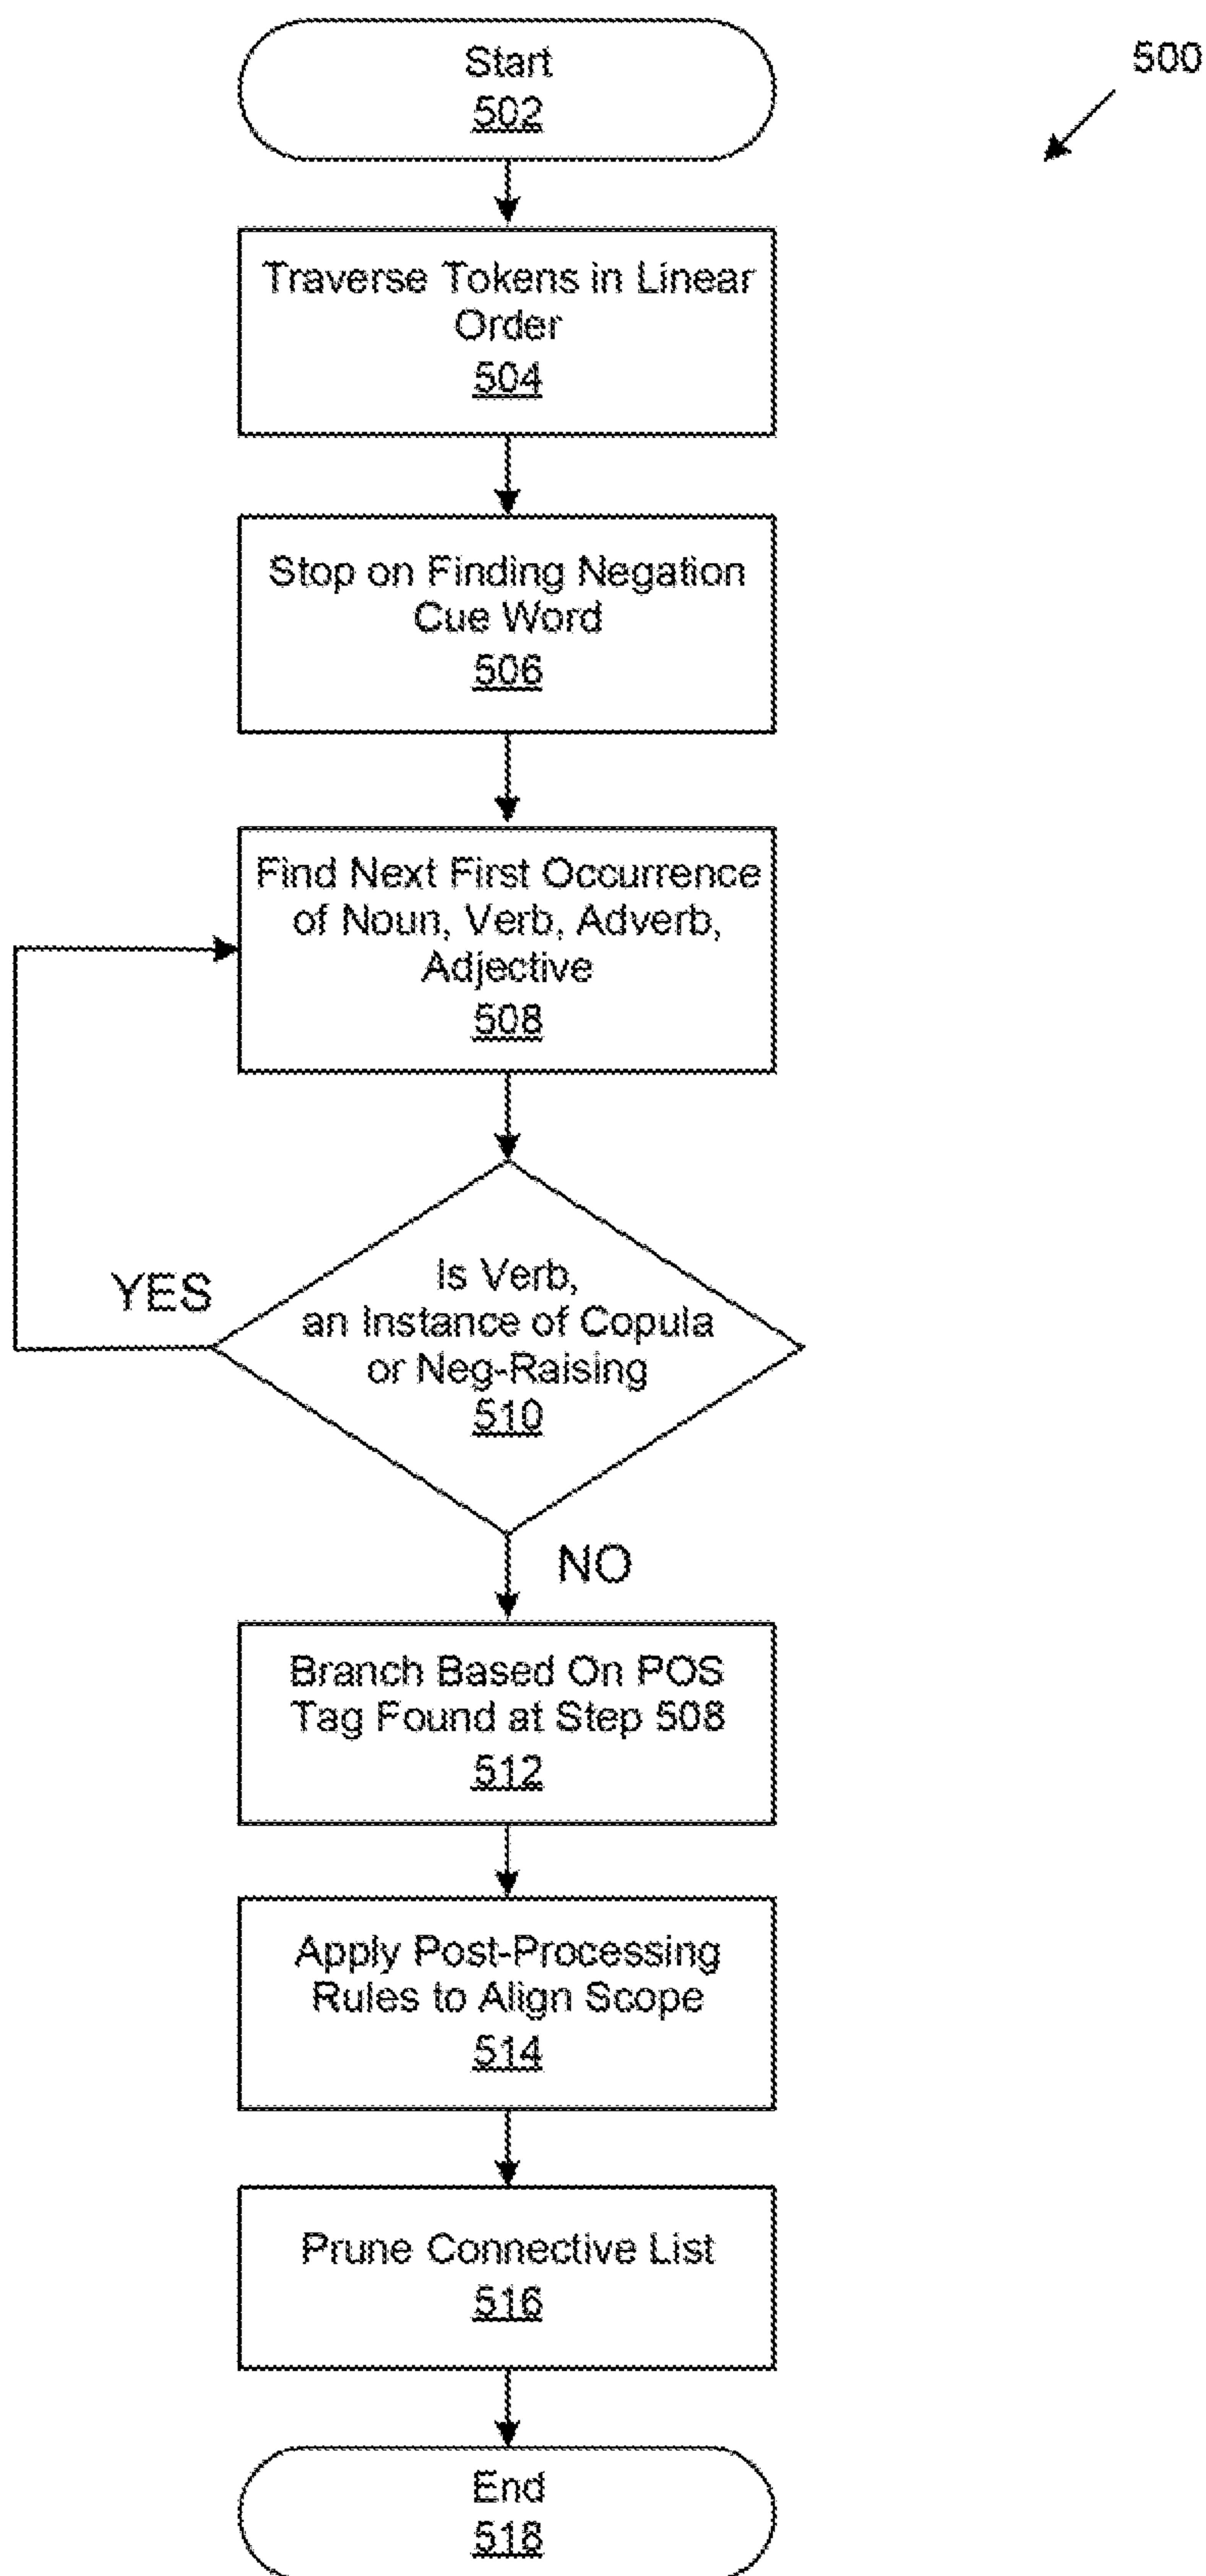 500
Start
502
Traverse Tokens in Linear
Order
504
Stop on Finding Negation
Cue Word
506
Find Next First Occurrence
of Noun, Verb, Adverb,
Adjective
508
Is Verb,
an Instance of Copula
or Neg-Raising
510
YES
NO
Branch Based On POS
Tag Found at Step 508
512
Apply Post-Processing
Rules to Align Scope
514
Prune Connective List
516
End
518